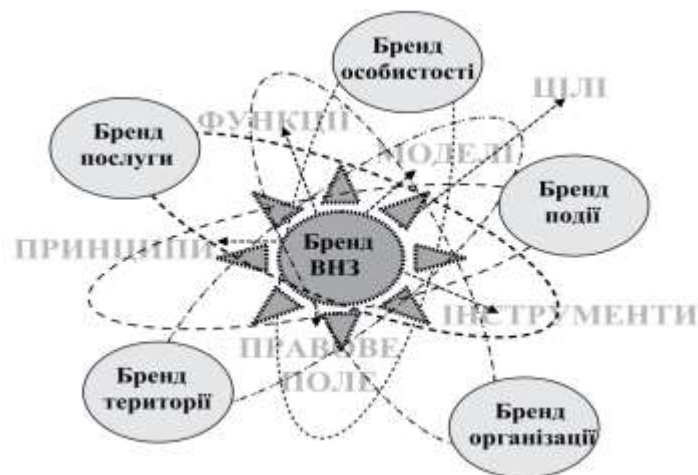 Бренд
особистості
ЦІЛІ
ФУНКЦІЇ
Бренд
послуги
МОДЕЛІ
Бренд
події
ПРИНЦИПИ
Бренд
ВНЗ
ІНСТРУМЕНТИ
ПРАВОВЕ
ПОЛЕ
Бренд
території
Бренд
організації